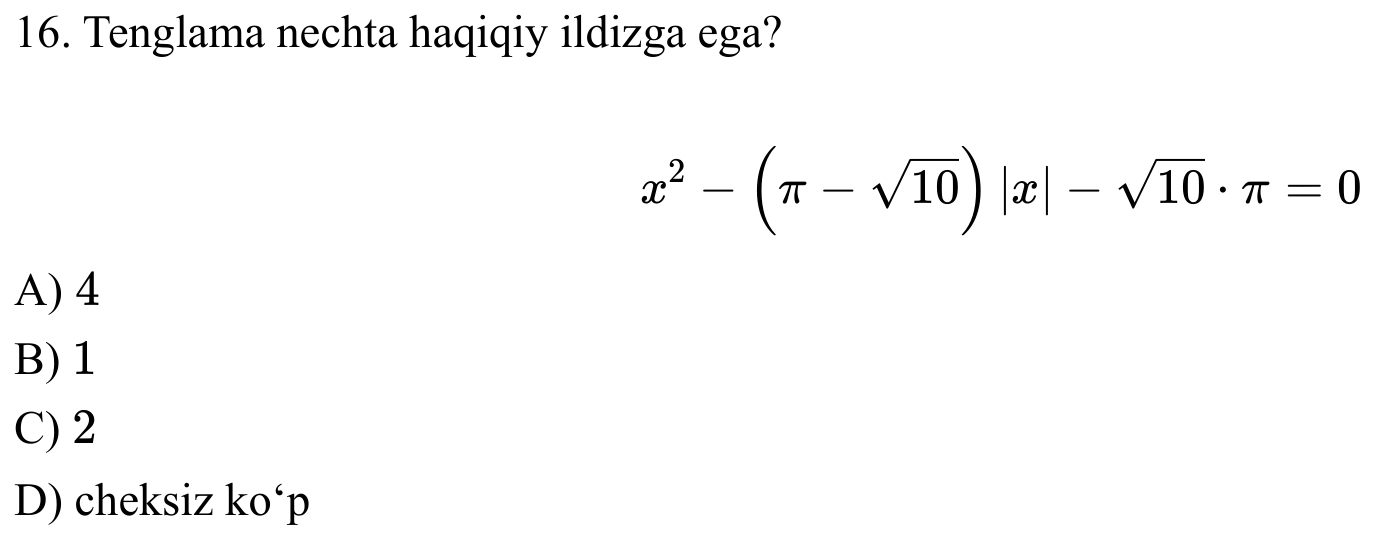 16. Tenglama nechta haqiqiy ildizga ega?
x² − (π − √10) |x| − √10 · π = 0
A) 4
B) 1
C) 2
D) cheksiz ko‘p